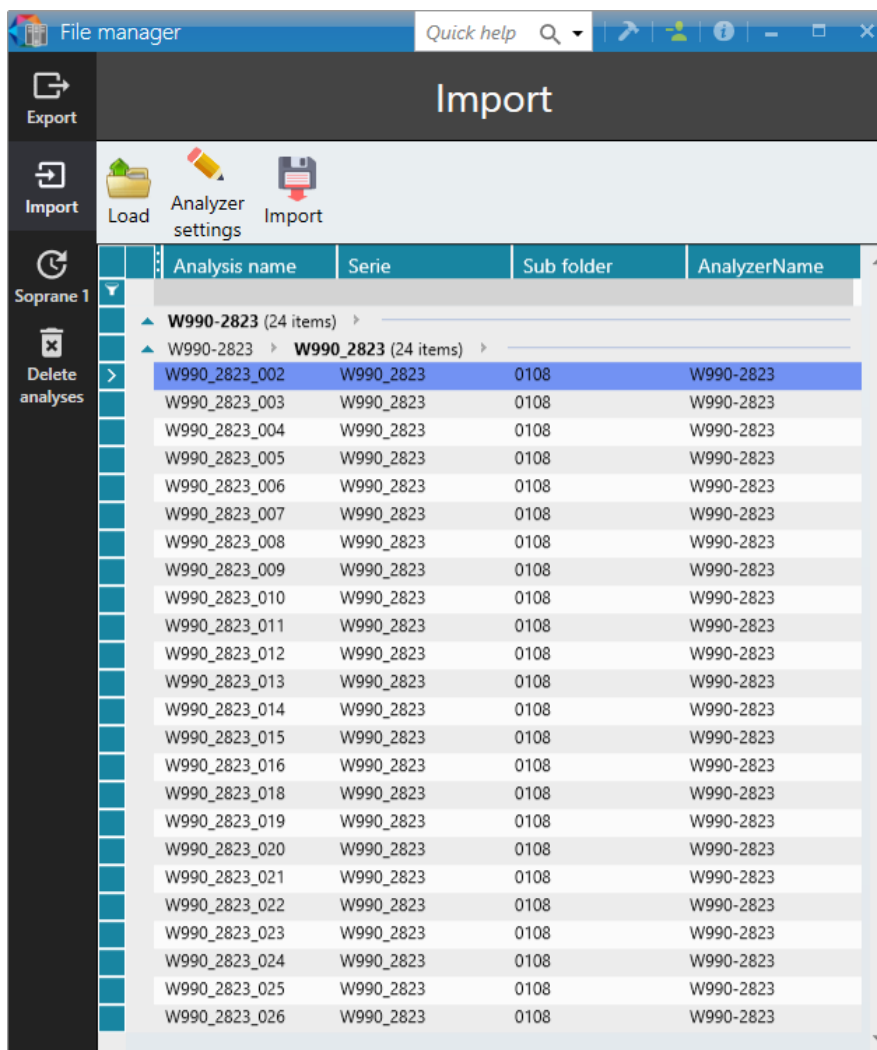 File manager Quick help
Export
Import
Import
Load
Analyzer settings
Import
Soprane 1
Delete analyses
Analysis name Serie Sub folder AnalyzerName
W990-2823 (24 items)
W990-2823 W990_2823 (24 items)
W990_2823_002 W990_2823 0108 W990-2823
W990_2823_003 W990_2823 0108 W990-2823
W990_2823_004 W990_2823 0108 W990-2823
W990_2823_005 W990_2823 0108 W990-2823
W990_2823_006 W990_2823 0108 W990-2823
W990_2823_007 W990_2823 0108 W990-2823
W990_2823_008 W990_2823 0108 W990-2823
W990_2823_009 W990_2823 0108 W990-2823
W990_2823_010 W990_2823 0108 W990-2823
W990_2823_011 W990_2823 0108 W990-2823
W990_2823_012 W990_2823 0108 W990-2823
W990_2823_013 W990_2823 0108 W990-2823
W990_2823_014 W990_2823 0108 W990-2823
W990_2823_015 W990_2823 0108 W990-2823
W990_2823_016 W990_2823 0108 W990-2823
W990_2823_018 W990_2823 0108 W990-2823
W990_2823_019 W990_2823 0108 W990-2823
W990_2823_020 W990_2823 0108 W990-2823
W990_2823_021 W990_2823 0108 W990-2823
W990_2823_022 W990_2823 0108 W990-2823
W990_2823_023 W990_2823 0108 W990-2823
W990_2823_024 W990_2823 0108 W990-2823
W990_2823_025 W990_2823 0108 W990-2823
W990_2823_026 W990_2823 0108 W990-2823